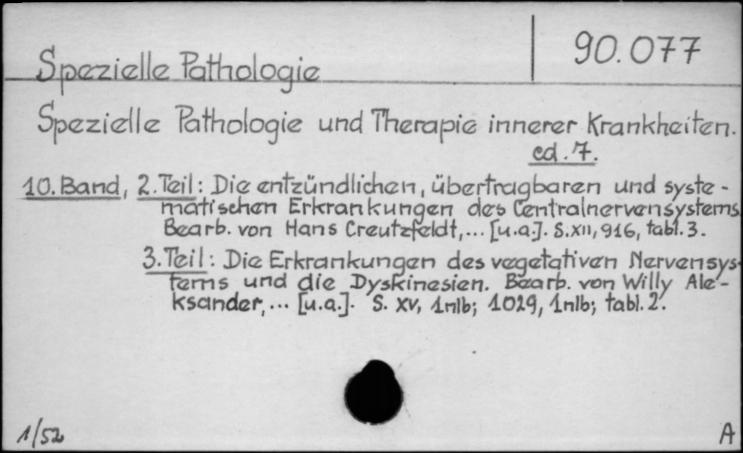 90.077
Spezielle Pathologie
Spezielle Pathologie und Therapie innerer Krankheiten.
ed. 7.
10. Band, 2. Teil: Die entzündlichen, übertragbaren und syste-
matischen Erkrankungen des Centralnervensystems.
Bearb. von Hans Creutzfeldt,... [u.a.]. S.XII, 916, tabl. 3.
3. Teil: Die Erkrankungen des vegetativen Nervensys-
tems und die Dyskinesien. Bearb. von Willy Ale-
ksander,... [u.a.]. S. XV, 1nlb; 1029, 1nlb; tabl. 2.
1/52
A